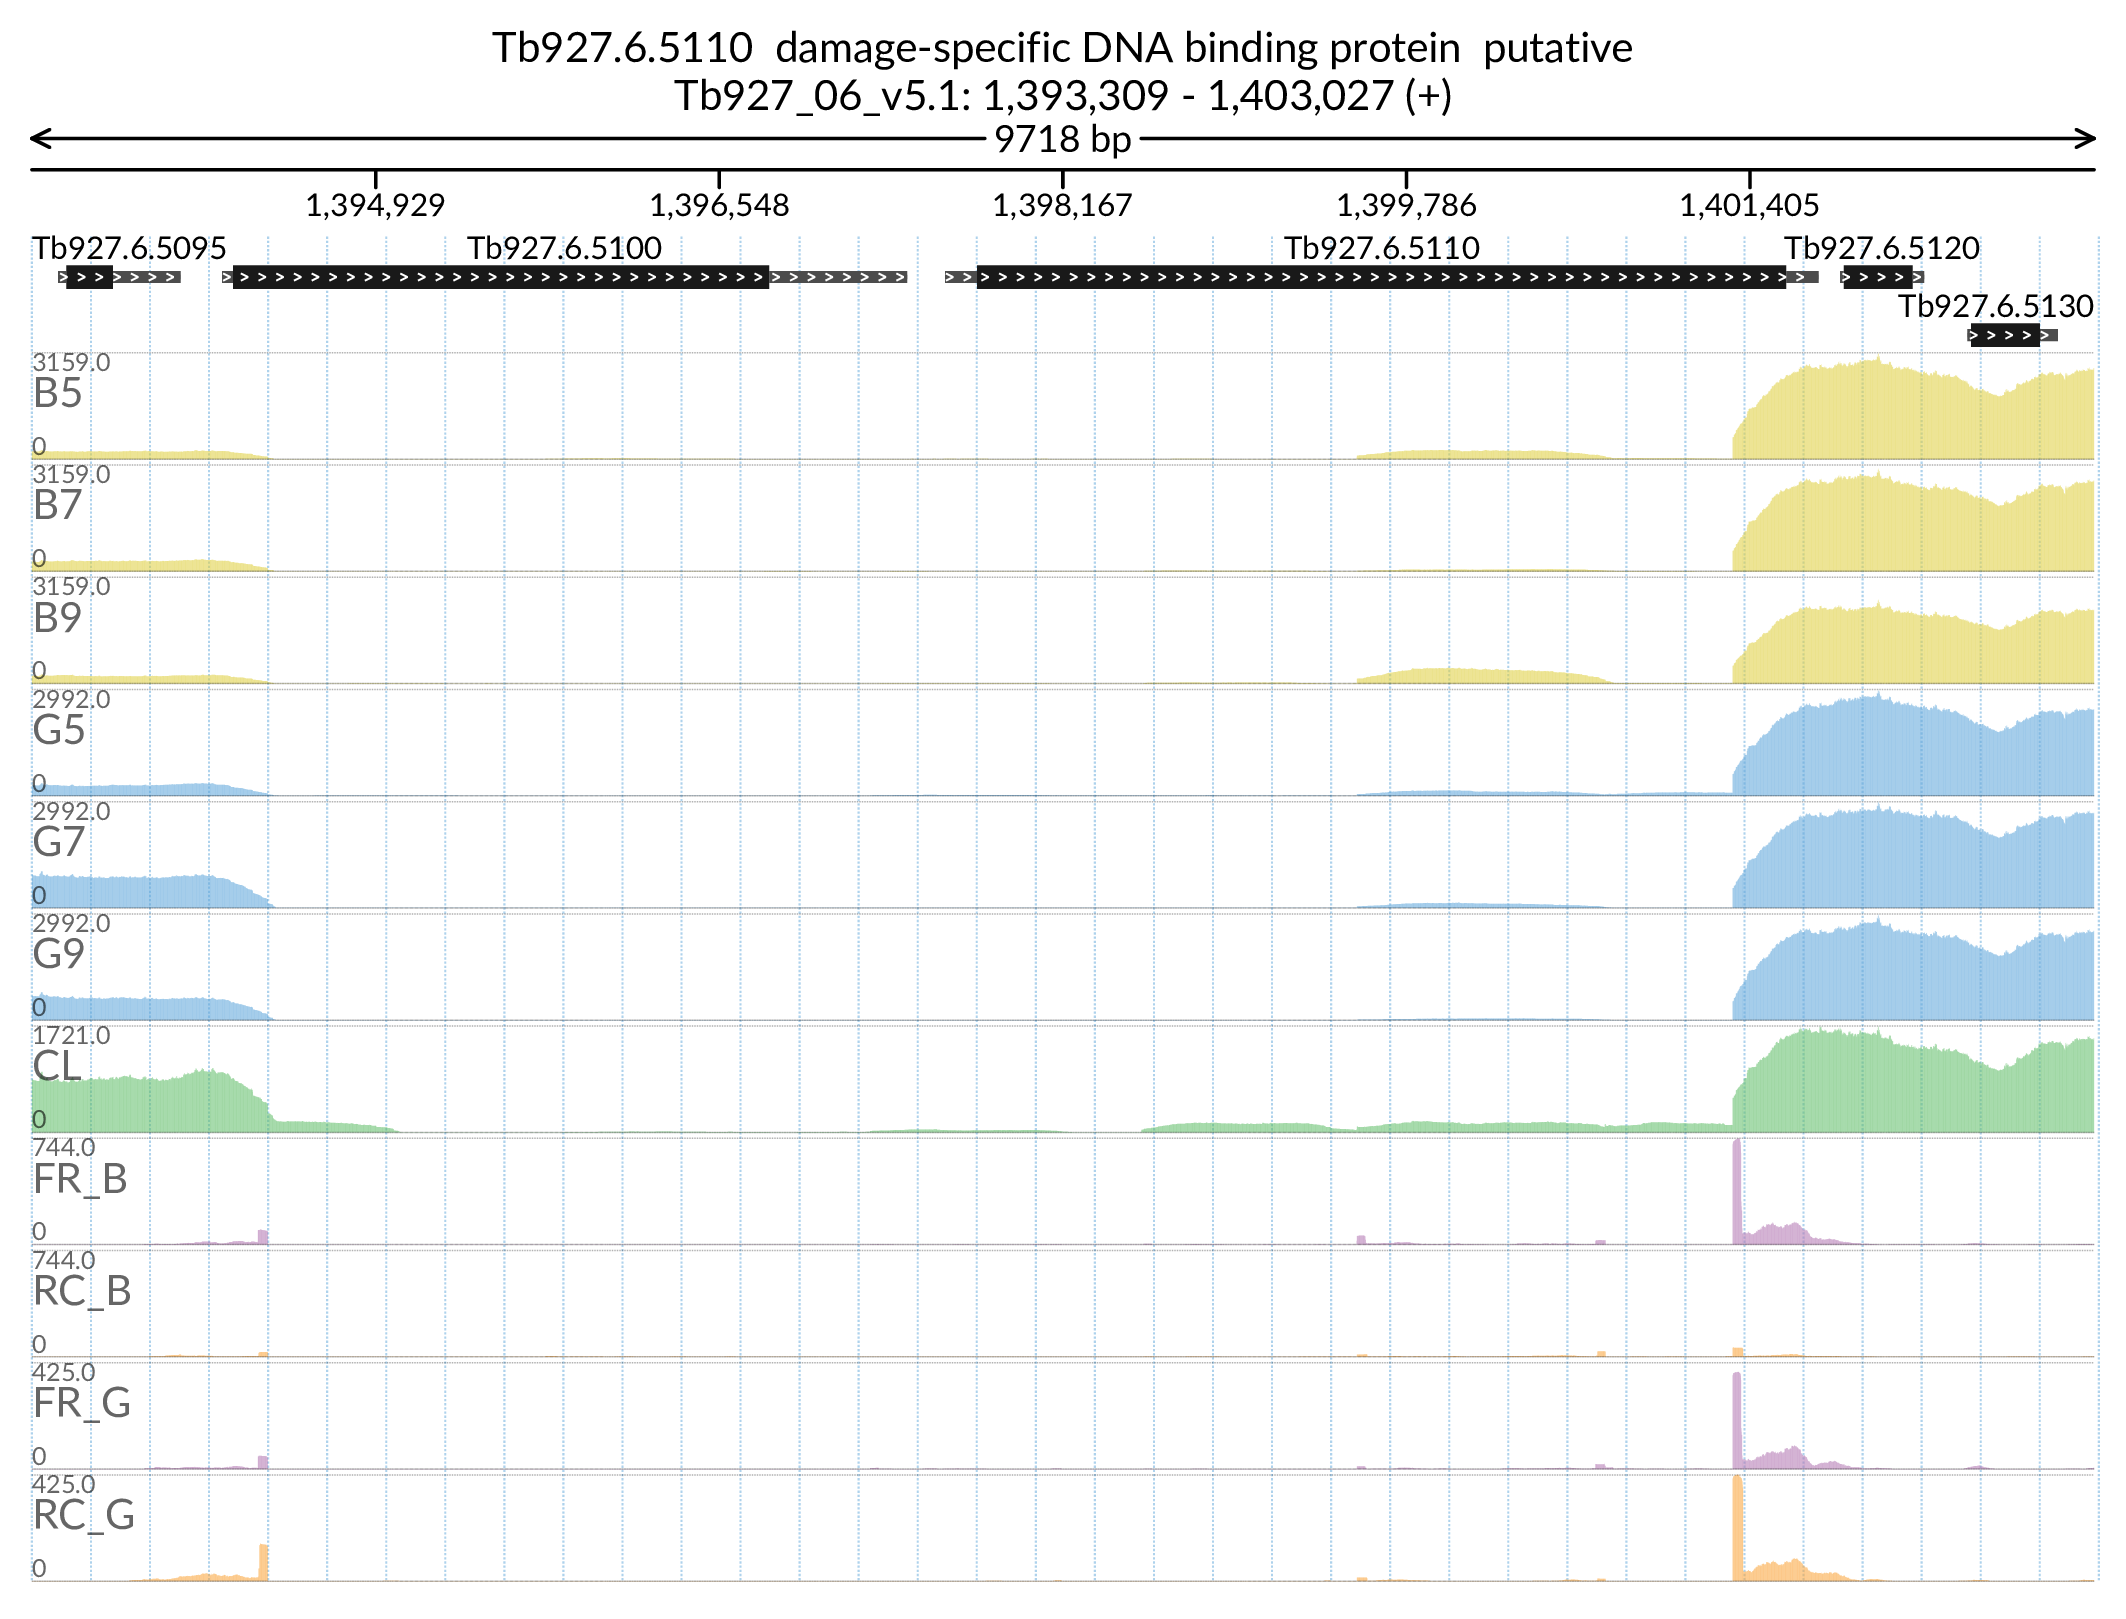 Tb927.6.5110  damage-specific DNA binding protein  putative
Tb927_06_v5.1: 1,393,309 - 1,403,027 (+)
9718 bp
1,394,929 1,396,548 1,398,167 1,399,786 1,401,405
Tb927.6.5095 Tb927.6.5100 Tb927.6.5110 Tb927.6.5120
Tb927.6.5130
3159.0
B5
0
3159.0
B7
0
3159.0
B9
0
2992.0
G5
0
2992.0
G7
0
2992.0
G9
0
1721.0
CL
0
744.0
FR_B
0
744.0
RC_B
0
425.0
FR_G
0
425.0
RC_G
0